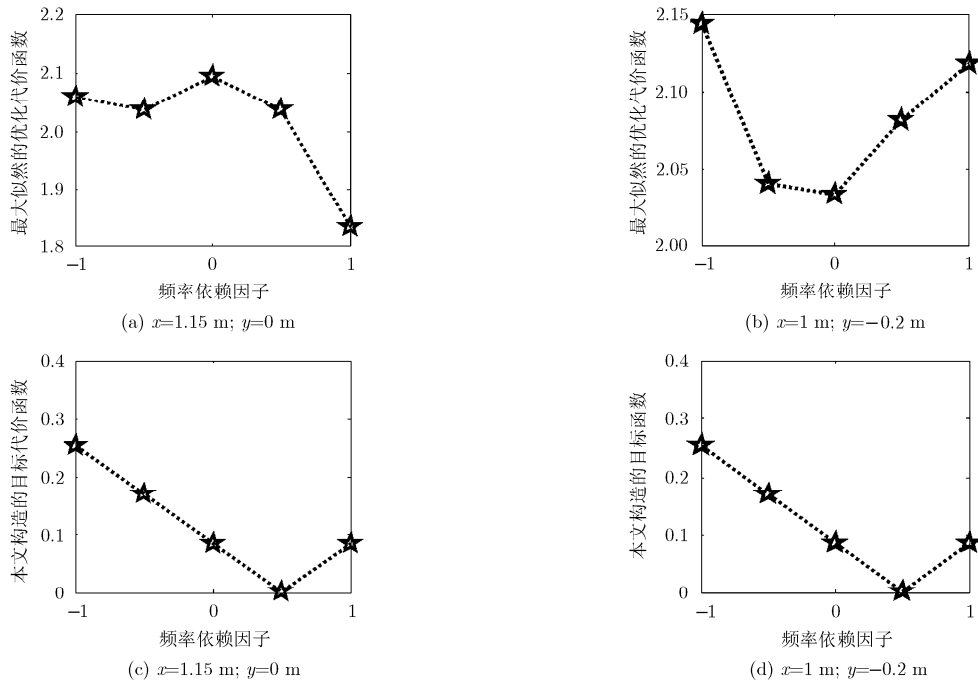 最大似然的优化代价函数
2.2
2.1
2.0
1.9
1.8
−1
0
1
频率依赖因子
(a) x=1.15 m; y=0 m
最大似然的优化代价函数
2.15
2.10
2.05
2.00
−1
0
1
频率依赖因子
(b) x=1 m; y=−0.2 m
本文构造的目标代价函数
0.4
0.3
0.2
0.1
0
−1
0
1
频率依赖因子
(c) x=1.15 m; y=0 m
本文构造的目标函数
0.4
0.3
0.2
0.1
0
−1
0
1
频率依赖因子
(d) x=1 m; y=−0.2 m